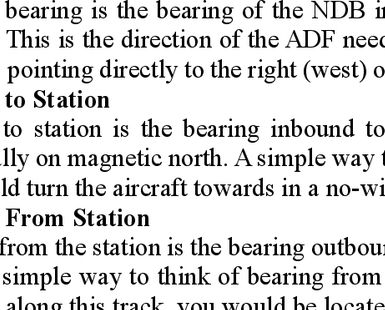 bearing is the bearing of the NDB i
This is the direction of the ADF need
pointing directly to the right (west) o
to Station
to station is the bearing inbound to
lly on magnetic north. A simple way t
ld turn the aircraft towards in a no-wi
From Station
from the station is the bearing outbou
simple way to think of bearing from
along this track, you would be locate